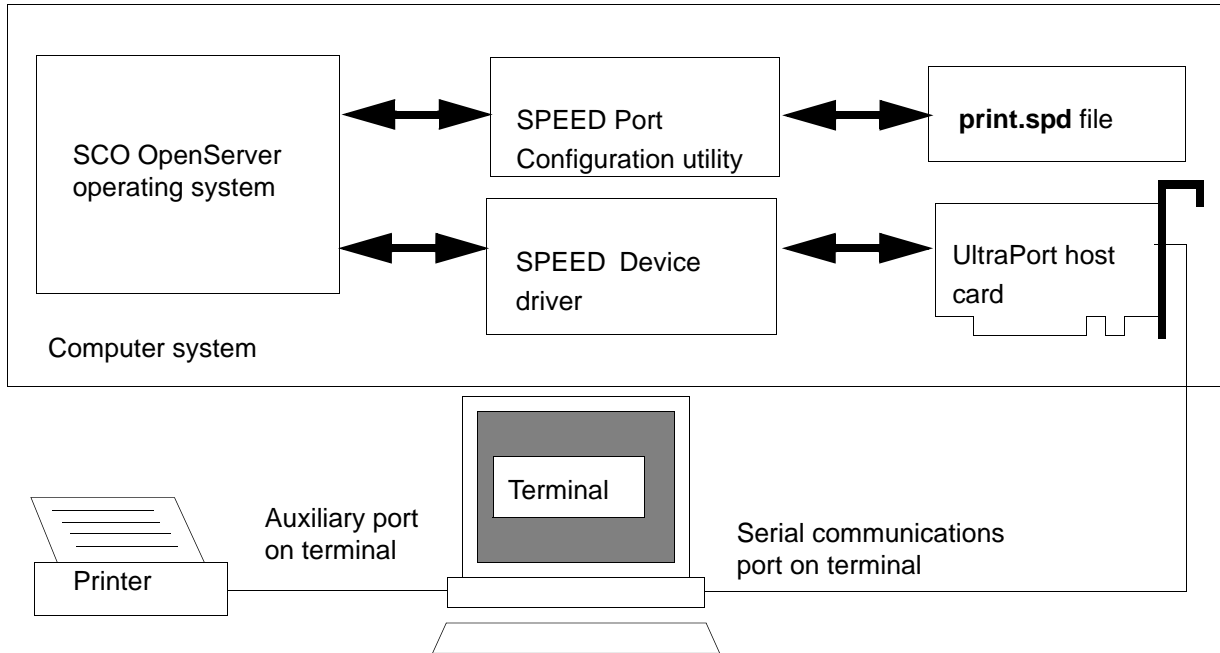 SCO OpenServer
operating system
SPEED Port
Configuration utility
print.spd file
SPEED Device
driver
UltraPort host
card
Computer system
Terminal
Auxiliary port
on terminal
Serial communications
port on terminal
Printer